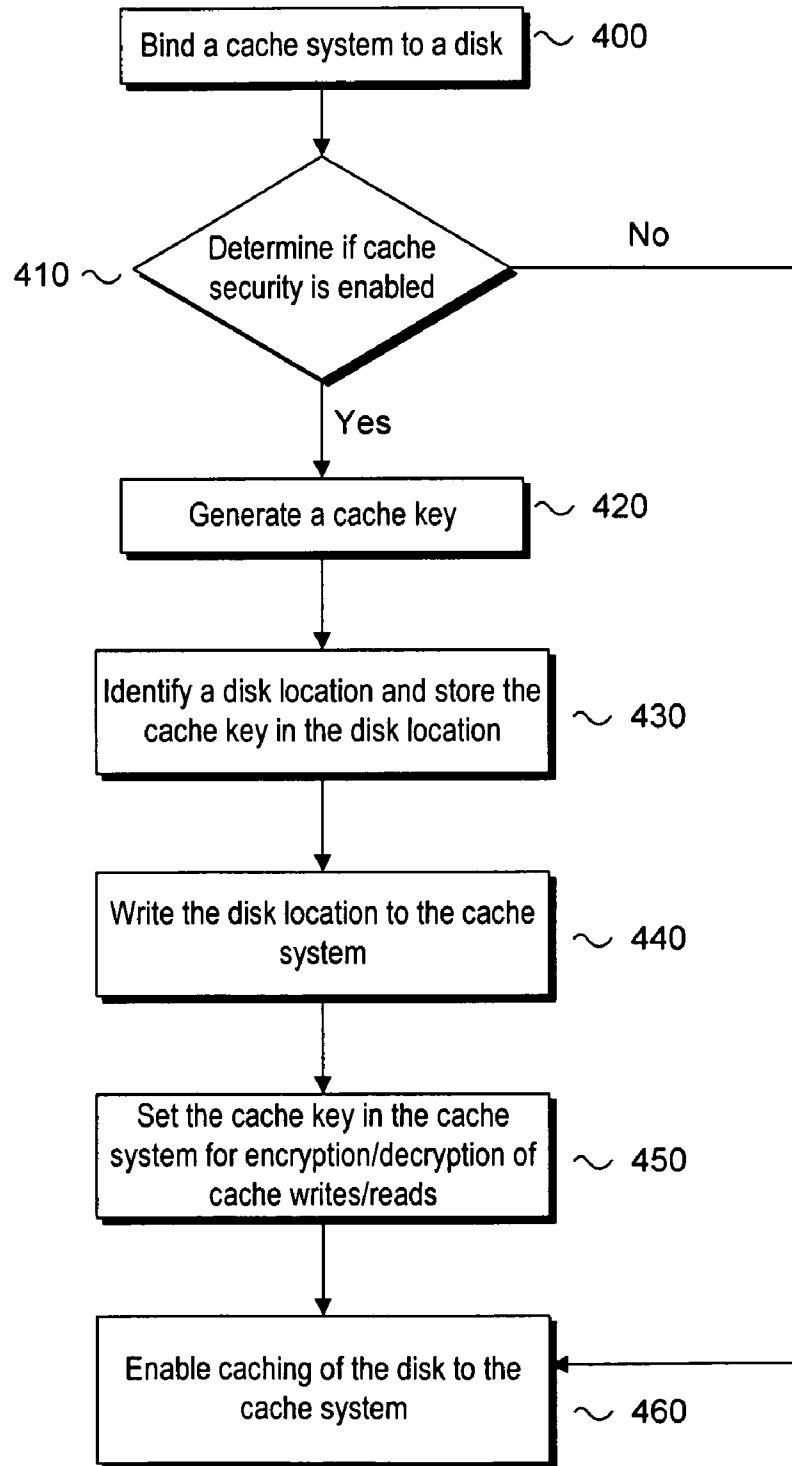 Bind a cache system to a disk
400
Determine if cache
security is enabled
410
No
Yes
Generate a cache key
420
Identify a disk location and store the
cache key in the disk location
430
Write the disk location to the cache
system
440
Set the cache key in the cache
system for encryption/decryption of
cache writes/reads
450
Enable caching of the disk to the
cache system
460